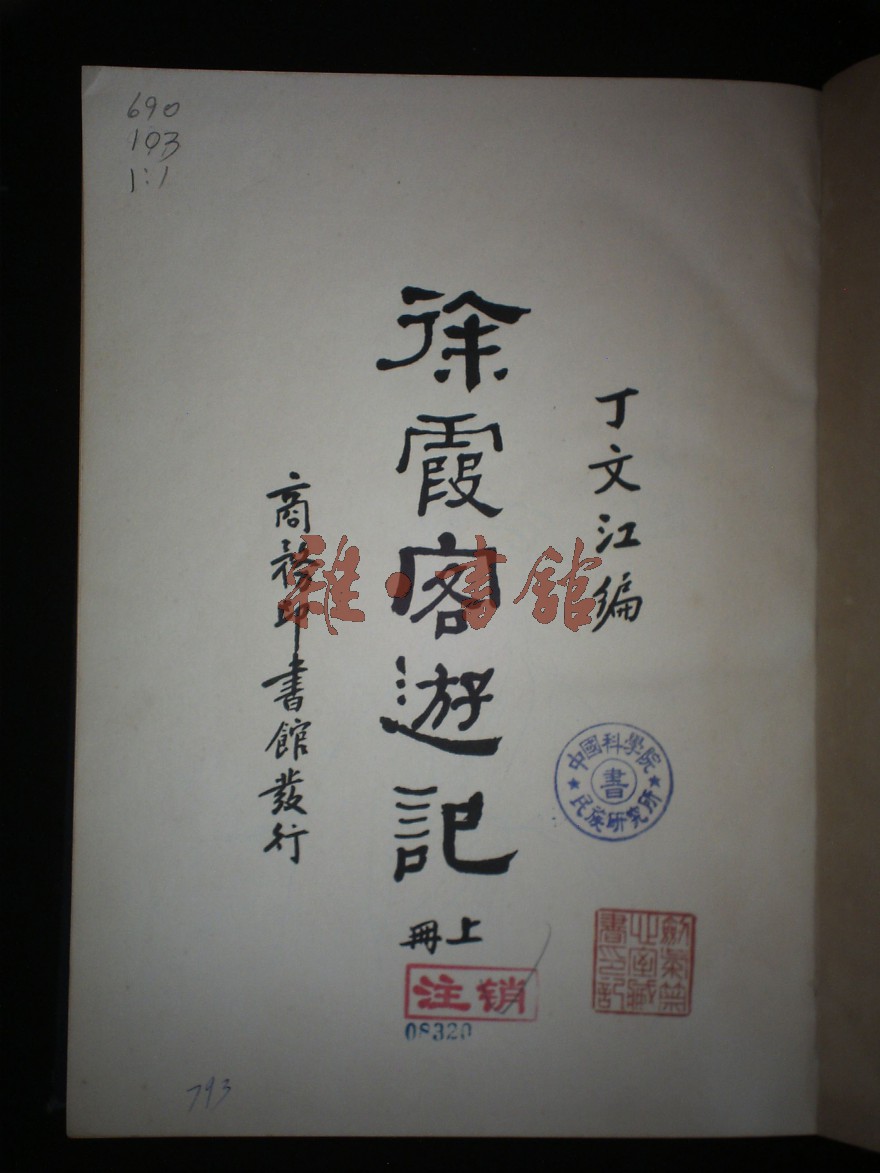 690
103
1:1
丁文江编
徐霞客遊記
上冊
商務印書館發行
雜·書館
中國科學院
書
民族研究所
注销
08320
793